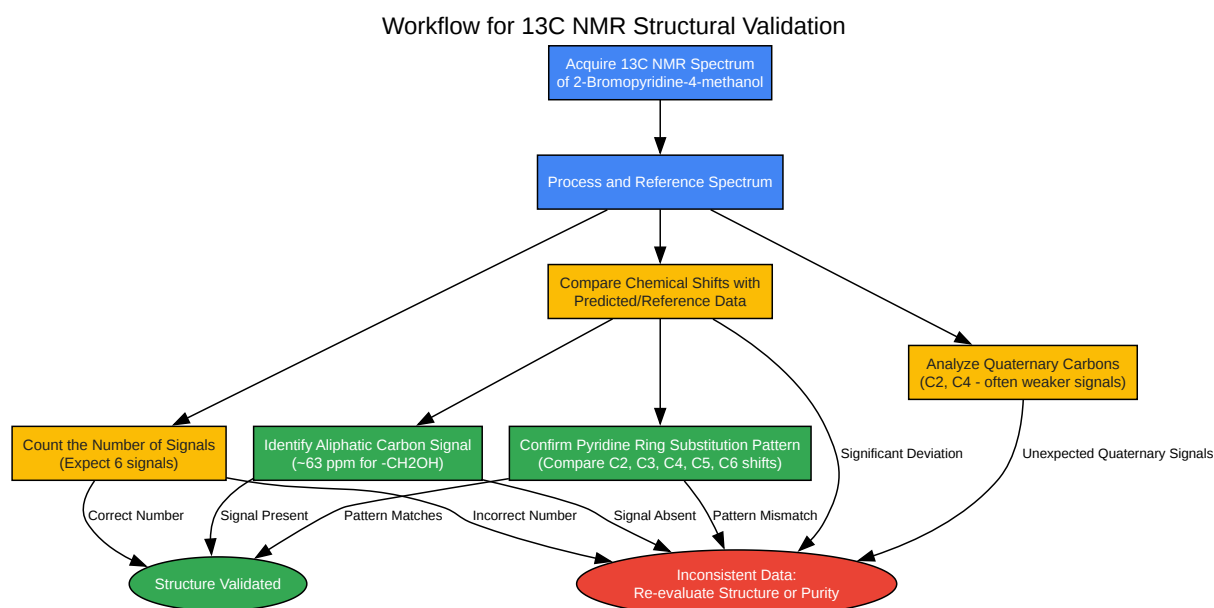 Workflow for 13C NMR Structural Validation
Acquire 13C NMR Spectrum
of 2-Bromopyridine-4-methanol
Process and Reference Spectrum
Compare Chemical Shifts with
Predicted/Reference Data
Analyze Quaternary Carbons
(C2, C4 - often weaker signals)
Count the Number of Signals
(Expect 6 signals)
Identify Aliphatic Carbon Signal
(~63 ppm for -CH2OH)
Confirm Pyridine Ring Substitution Pattern
(Compare C2, C3, C4, C5, C6 shifts)
Significant Deviation
Unexpected Quaternary Signals
Correct Number
Signal Present
Pattern Matches
Incorrect Number
Signal Absent
Pattern Mismatch
Structure Validated
Inconsistent Data:
Re-evaluate Structure or Purity